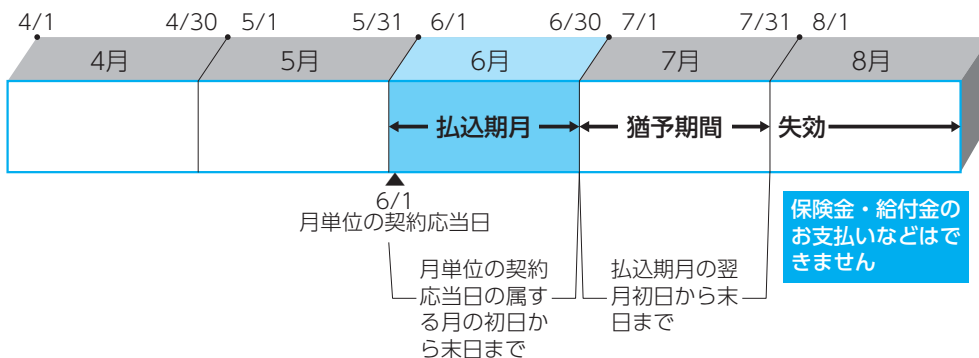 4/1 4/30 5/1 5/31 6/1 6/30 7/1 7/31 8/1
4月 5月 6月 7月 8月
払込期月 猶予期間 失効
6/1
月単位の契約応当日
月単位の契約
応当日の属す
る月の初日か
ら末日まで
払込期月の翌
月初日から末
日まで
保険金・給付金の
お支払いなどはで
きません